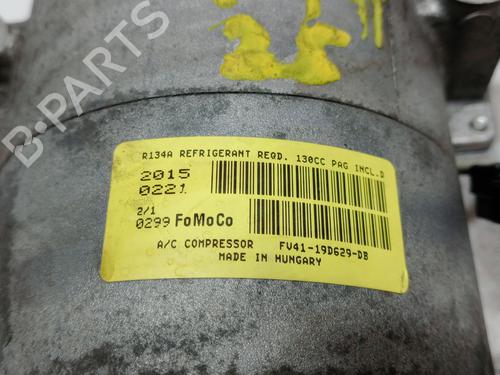 B-PARTS
R134A REFRIGERANT REQD. 130CC PAG INCL.D
2015
0221
2/1
0299 FoMoCo
A/C COMPRESSOR FV41-19D629-DB
MADE IN HUNGARY